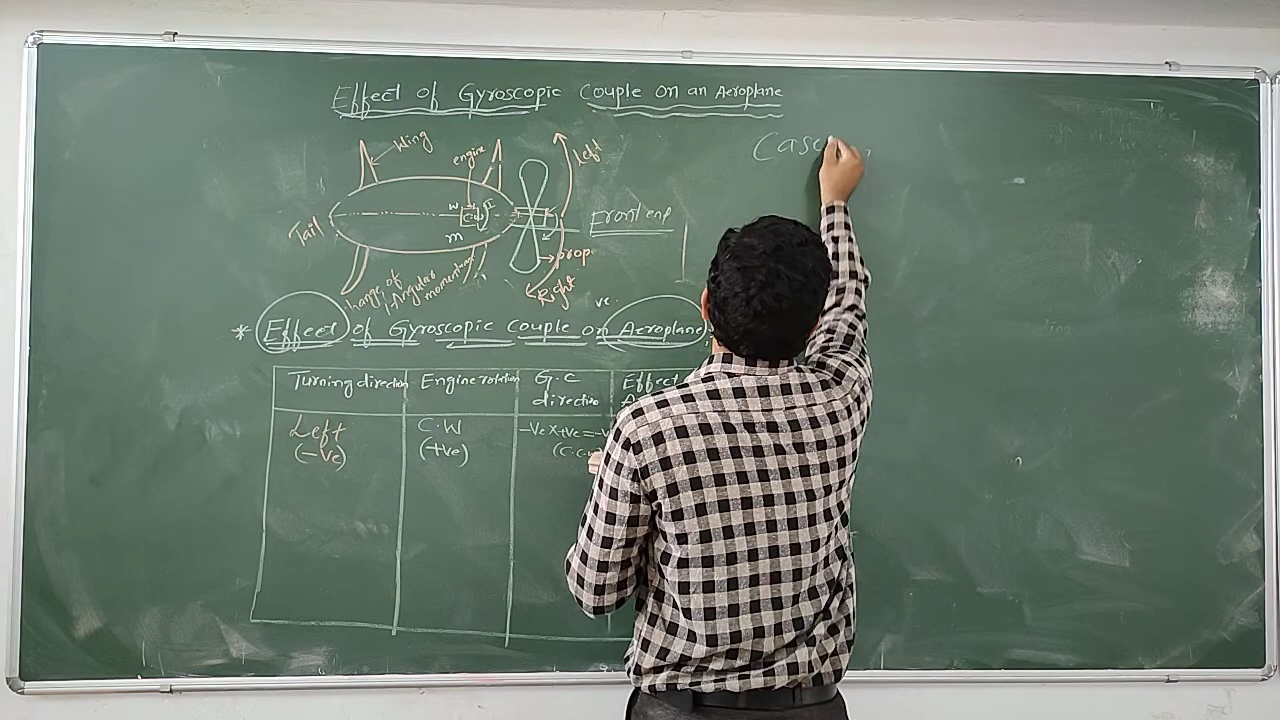 Effect of Gyroscopic Couple on an Aeroplane
Case
Wing
engine
Left
Tail
W
I
m
Front end
prop
Right
change of
Angular
momentum
ve.
* Effect of Gyroscopic Couple on Aeroplane
Turning direction Engine rotation G.C direction Effect
Left (-Ve) C.W (+ve) -Ve x +ve = -v